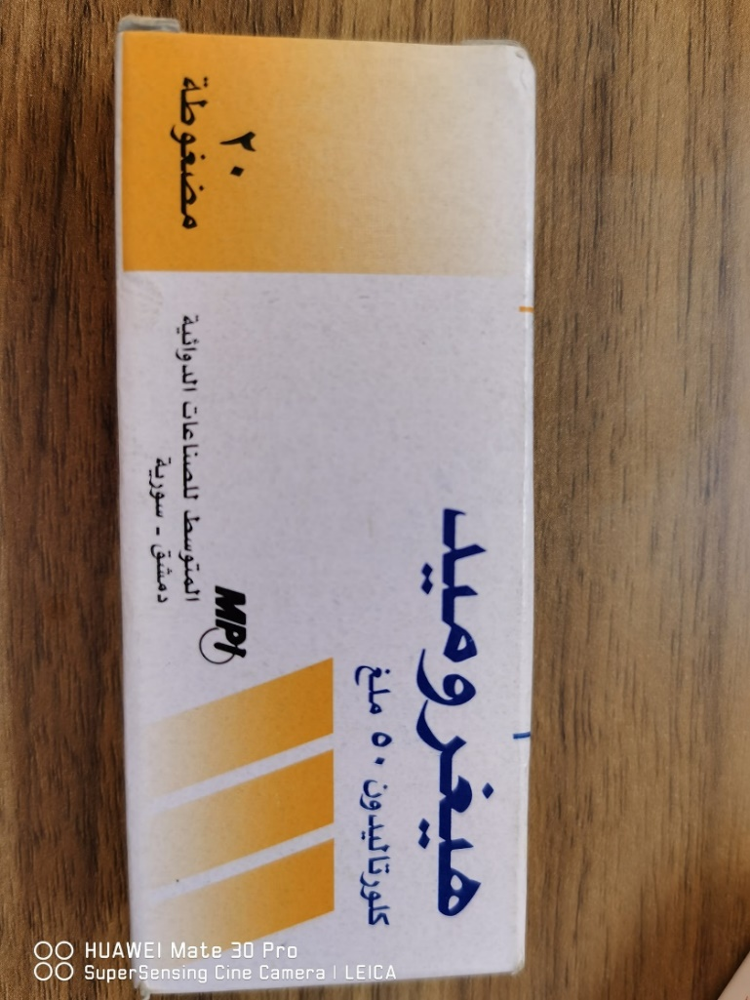 هيغروميد
كلورتاليدون ٥٠ ملغ
MPI
المتوسط للصناعات الدوائية
دمشق - سورية
٢٠
مضغوطة
HUAWEI Mate 30 Pro
SuperSensing Cine Camera | LEICA